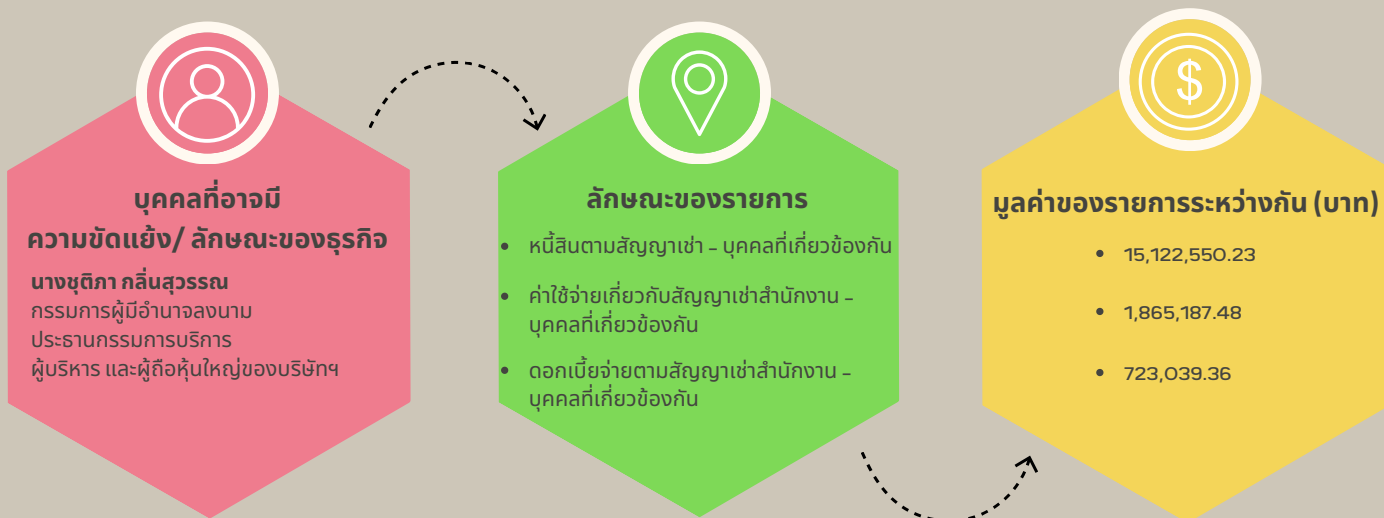 บุคคลที่อาจมี
ความขัดแย้ง/ ลักษณะของธุรกิจ
นางชุติภา กลิ่นสุวรรณ
กรรมการผู้มีอำนาจลงนาม
ประธานกรรมการบริการ
ผู้บริหาร และผู้ถือหุ้นใหญ่ของบริษัทฯ
ลักษณะของรายการ
• หนี้สินตามสัญญาเช่า – บุคคลที่เกี่ยวข้องกัน
• ค่าใช้จ่ายเกี่ยวกับสัญญาเช่าสำนักงาน –
บุคคลที่เกี่ยวข้องกัน
• ดอกเบี้ยจ่ายตามสัญญาเช่าสำนักงาน –
บุคคลที่เกี่ยวข้องกัน
$
มูลค่าของรายการระหว่างกัน (บาท)
• 15,122,550.23
• 1,865,187.48
• 723,039.36